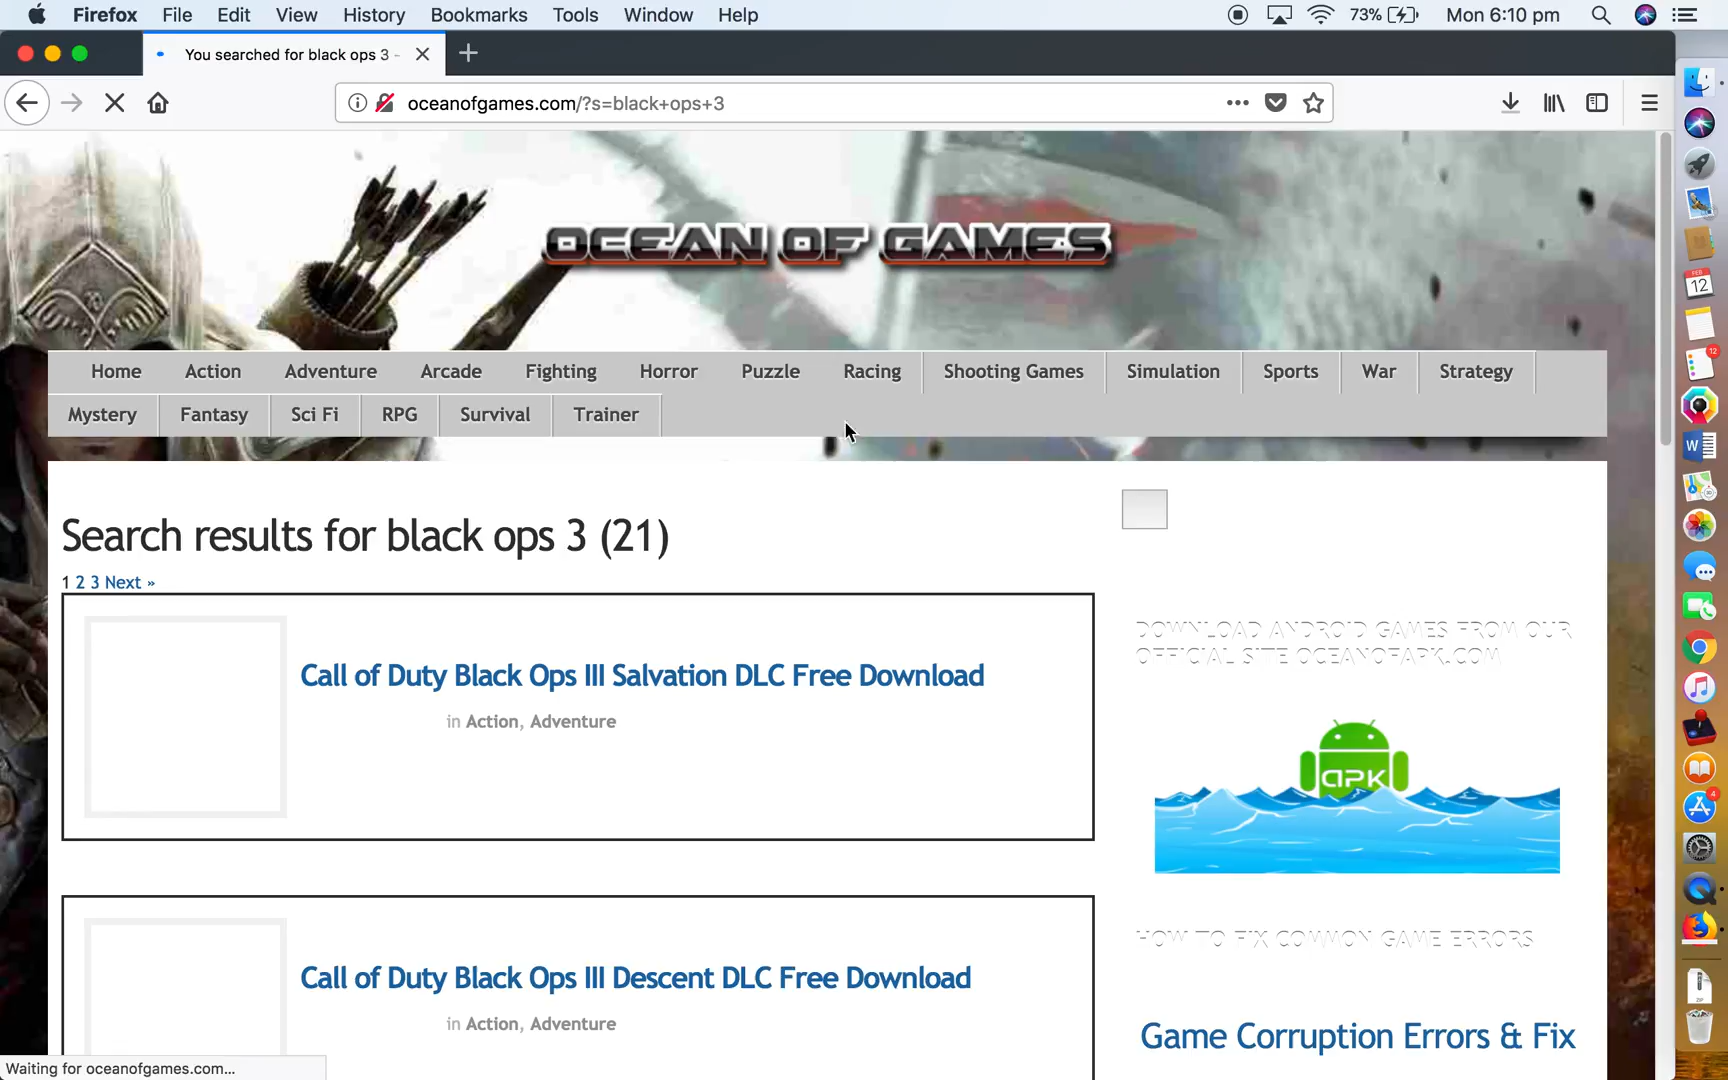 Firefox File Edit View History Bookmarks Tools Window Help 73% Mon 6:10 pm
You searched for black ops 3 -
oceanofgames.com/?s=black+ops+3
OCEAN OF GAMES
Home Action Adventure Arcade Fighting Horror Puzzle Racing Shooting Games Simulation Sports War Strategy
Mystery Fantasy Sci Fi RPG Survival Trainer
Search results for black ops 3 (21)
1 2 3 Next »
Call of Duty Black Ops III Salvation DLC Free Download
in Action, Adventure
Call of Duty Black Ops III Descent DLC Free Download
in Action, Adventure
DOWNLOAD ANDROID GAMES FROM OUR
OFFICIAL SITE OCEANOFAPK.COM
APK
HOW TO FIX COMMON GAME ERRORS
Game Corruption Errors & Fix
FEB
12
12
W
4
ZIP
Waiting for oceanofgames.com...